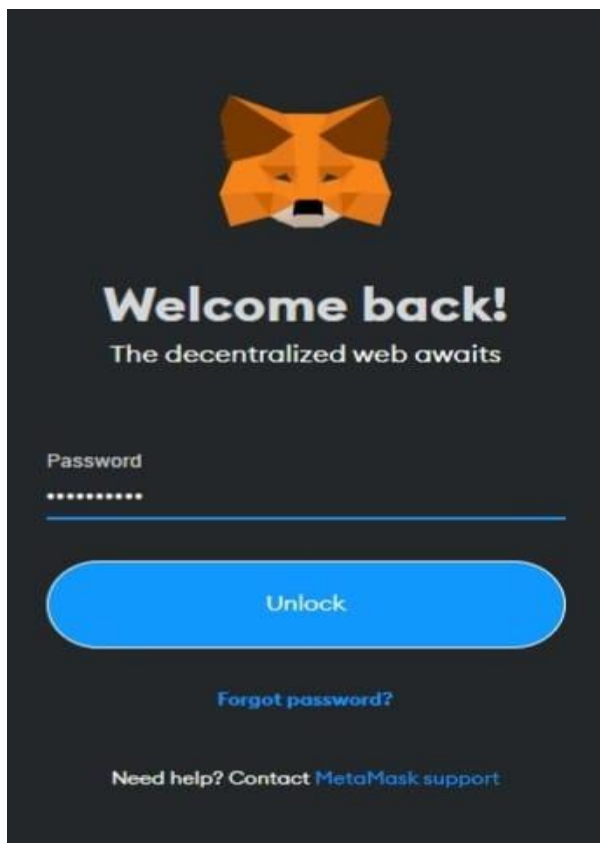 Welcome back!
The decentralized web awaits
Password
••••••••••
Unlock
Forgot password?
Need help? Contact MetaMask support